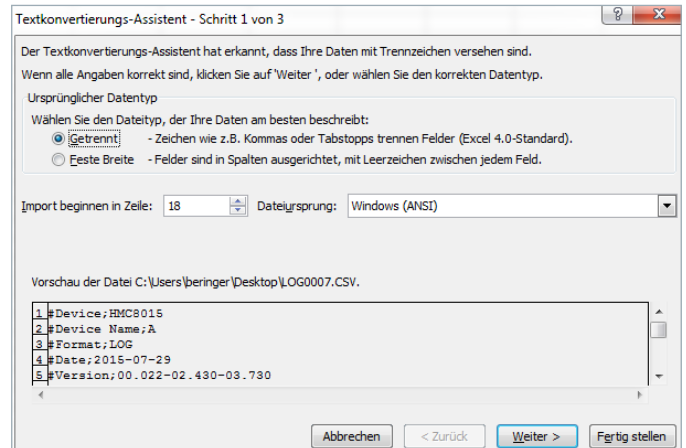 Textkonvertierungs-Assistent - Schritt 1 von 3
Der Textkonvertierungs-Assistent hat erkannt, dass Ihre Daten mit Trennzeichen versehen sind.
Wenn alle Angaben korrekt sind, klicken Sie auf 'Weiter ', oder wählen Sie den korrekten Datentyp.
Ursprünglicher Datentyp
Wählen Sie den Dateityp, der Ihre Daten am besten beschreibt:
Getrennt - Zeichen wie z.B. Kommas oder Tabstopps trennen Felder (Excel 4.0-Standard).
Feste Breite - Felder sind in Spalten ausgerichtet, mit Leerzeichen zwischen jedem Feld.
Import beginnen in Zeile: 18 Dateiursprung: Windows (ANSI)
Vorschau der Datei C:\Users\beringer\Desktop\LOG0007.CSV.
1 #Device;HMC8015
2 #Device Name;A
3 #Format;LOG
4 #Date;2015-07-29
5 #Version;00.022-02.430-03.730
Abbrechen < Zurück Weiter > Fertig stellen